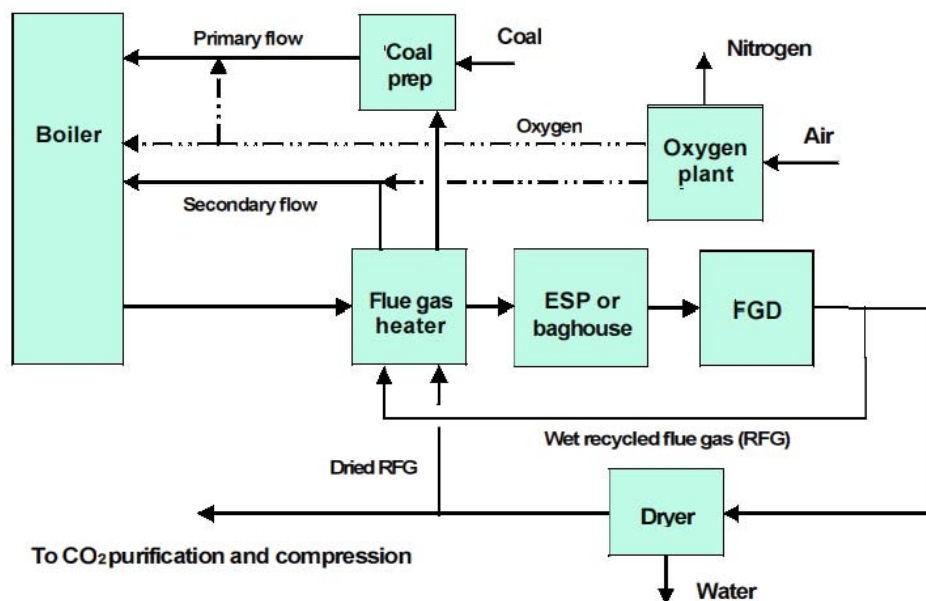 Primary flow
Coal
prep
Coal
Nitrogen
Boiler
Oxygen
Oxygen
plant
Air
Secondary flow
Flue gas
heater
ESP or
baghouse
FGD
Wet recycled flue gas (RFG)
Dried RFG
Dryer
To CO₂ purification and compression
Water